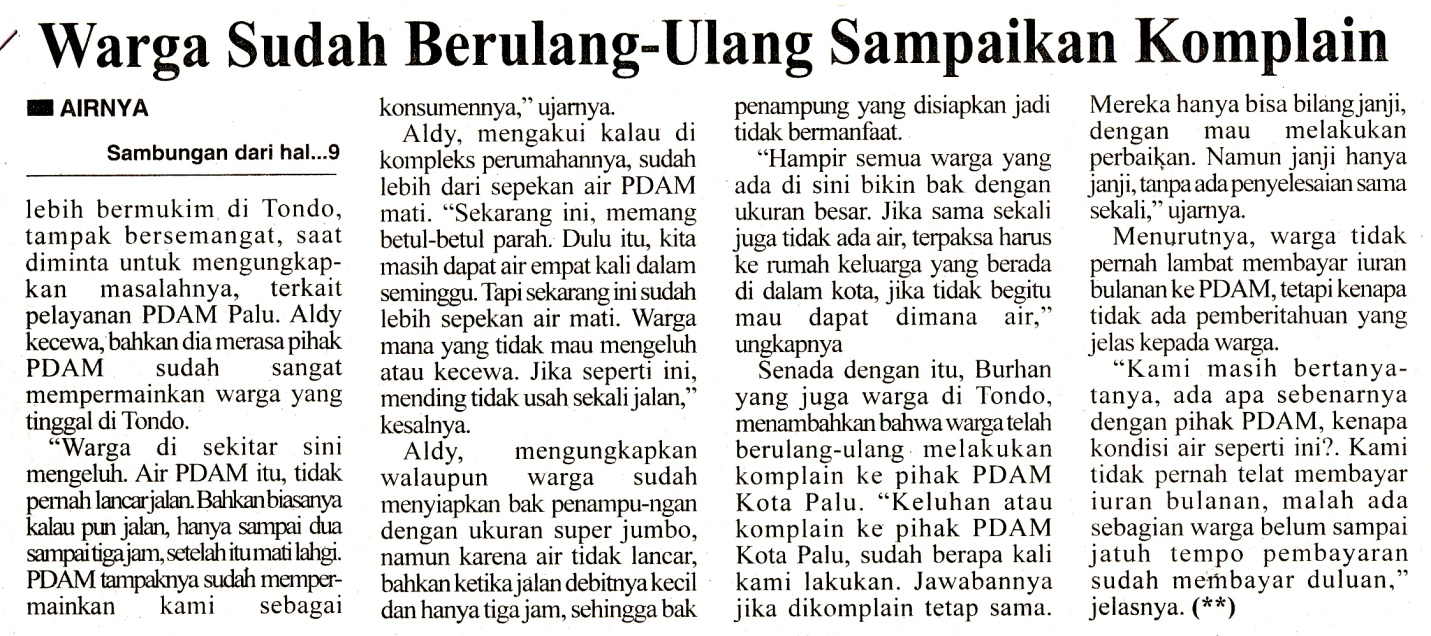 Warga Sudah Berulang-Ulang Sampaikan Komplain
AIRNYA
Sambungan dari hal...9
lebih bermukim di Tondo,
tampak bersemangat, saat
diminta untuk mengungkap-
kan masalahnya, terkait
pelayanan PDAM Palu. Aldy
kecewa, bahkan dia merasa pihak
PDAM sudah sangat
mempermainkan warga yang
tinggal di Tondo.
“Warga di sekitar sini
mengeluh. Air PDAM itu, tidak
pernah lancar jalan. Bahkan biasanya
kalau pun jalan, hanya sampai dua
sampai tiga jam, setelah itu mati lahgi.
PDAM tampaknya sudah memper-
mainkan kami sebagai
konsumennya,” ujarnya.
Aldy, mengakui kalau di
kompleks perumahannya, sudah
lebih dari sepekan air PDAM
mati. “Sekarang ini, memang
betul-betul parah. Dulu itu, kita
masih dapat air empat kali dalam
seminggu. Tapi sekarang ini sudah
lebih sepekan air mati. Warga
mana yang tidak mau mengeluh
atau kecewa. Jika seperti ini,
mending tidak usah sekali jalan,”
kesalnya.
Aldy, mengungkapkan
walaupun warga sudah
menyiapkan bak penampu-ngan
dengan ukuran super jumbo,
namun karena air tidak lancar,
bahkan ketika jalan debitnya kecil
dan hanya tiga jam, sehingga bak
penampung yang disiapkan jadi
tidak bermanfaat.
“Hampir semua warga yang
ada di sini bikin bak dengan
ukuran besar. Jika sama sekali
juga tidak ada air, terpaksa harus
ke rumah keluarga yang berada
di dalam kota, jika tidak begitu
mau dapat dimana air,”
ungkapnya
Senada dengan itu, Burhan
yang juga warga di Tondo,
menambahkan bahwa warga telah
berulang-ulang melakukan
komplain ke pihak PDAM
Kota Palu. “Keluhan atau
komplain ke pihak PDAM
Kota Palu, sudah berapa kali
kami lakukan. Jawabannya
jika dikomplain tetap sama.
Mereka hanya bisa bilang janji,
dengan mau melakukan
perbaikan. Namun janji hanya
janji, tanpa ada penyelesaian sama
sekali,” ujarnya.
Menurutnya, warga tidak
pernah lambat membayar iuran
bulanan ke PDAM, tetapi kenapa
tidak ada pemberitahuan yang
jelas kepada warga.
“Kami masih bertanya-
tanya, ada apa sebenarnya
dengan pihak PDAM, kenapa
kondisi air seperti ini?. Kami
tidak pernah telat membayar
iuran bulanan, malah ada
sebagian warga belum sampai
jatuh tempo pembayaran
sudah membayar duluan,”
jelasnya. (**)